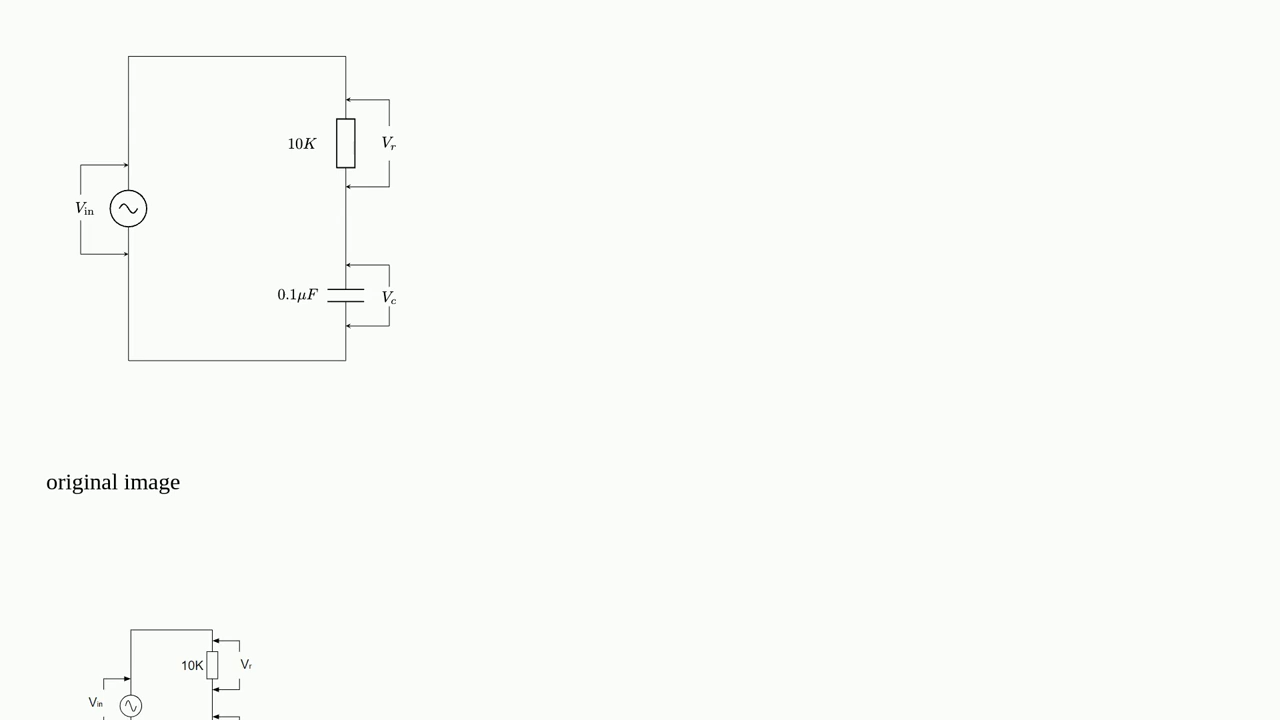 10K
V_r
V_in
0.1μF
V_c
original image
10K
V_r
V_in